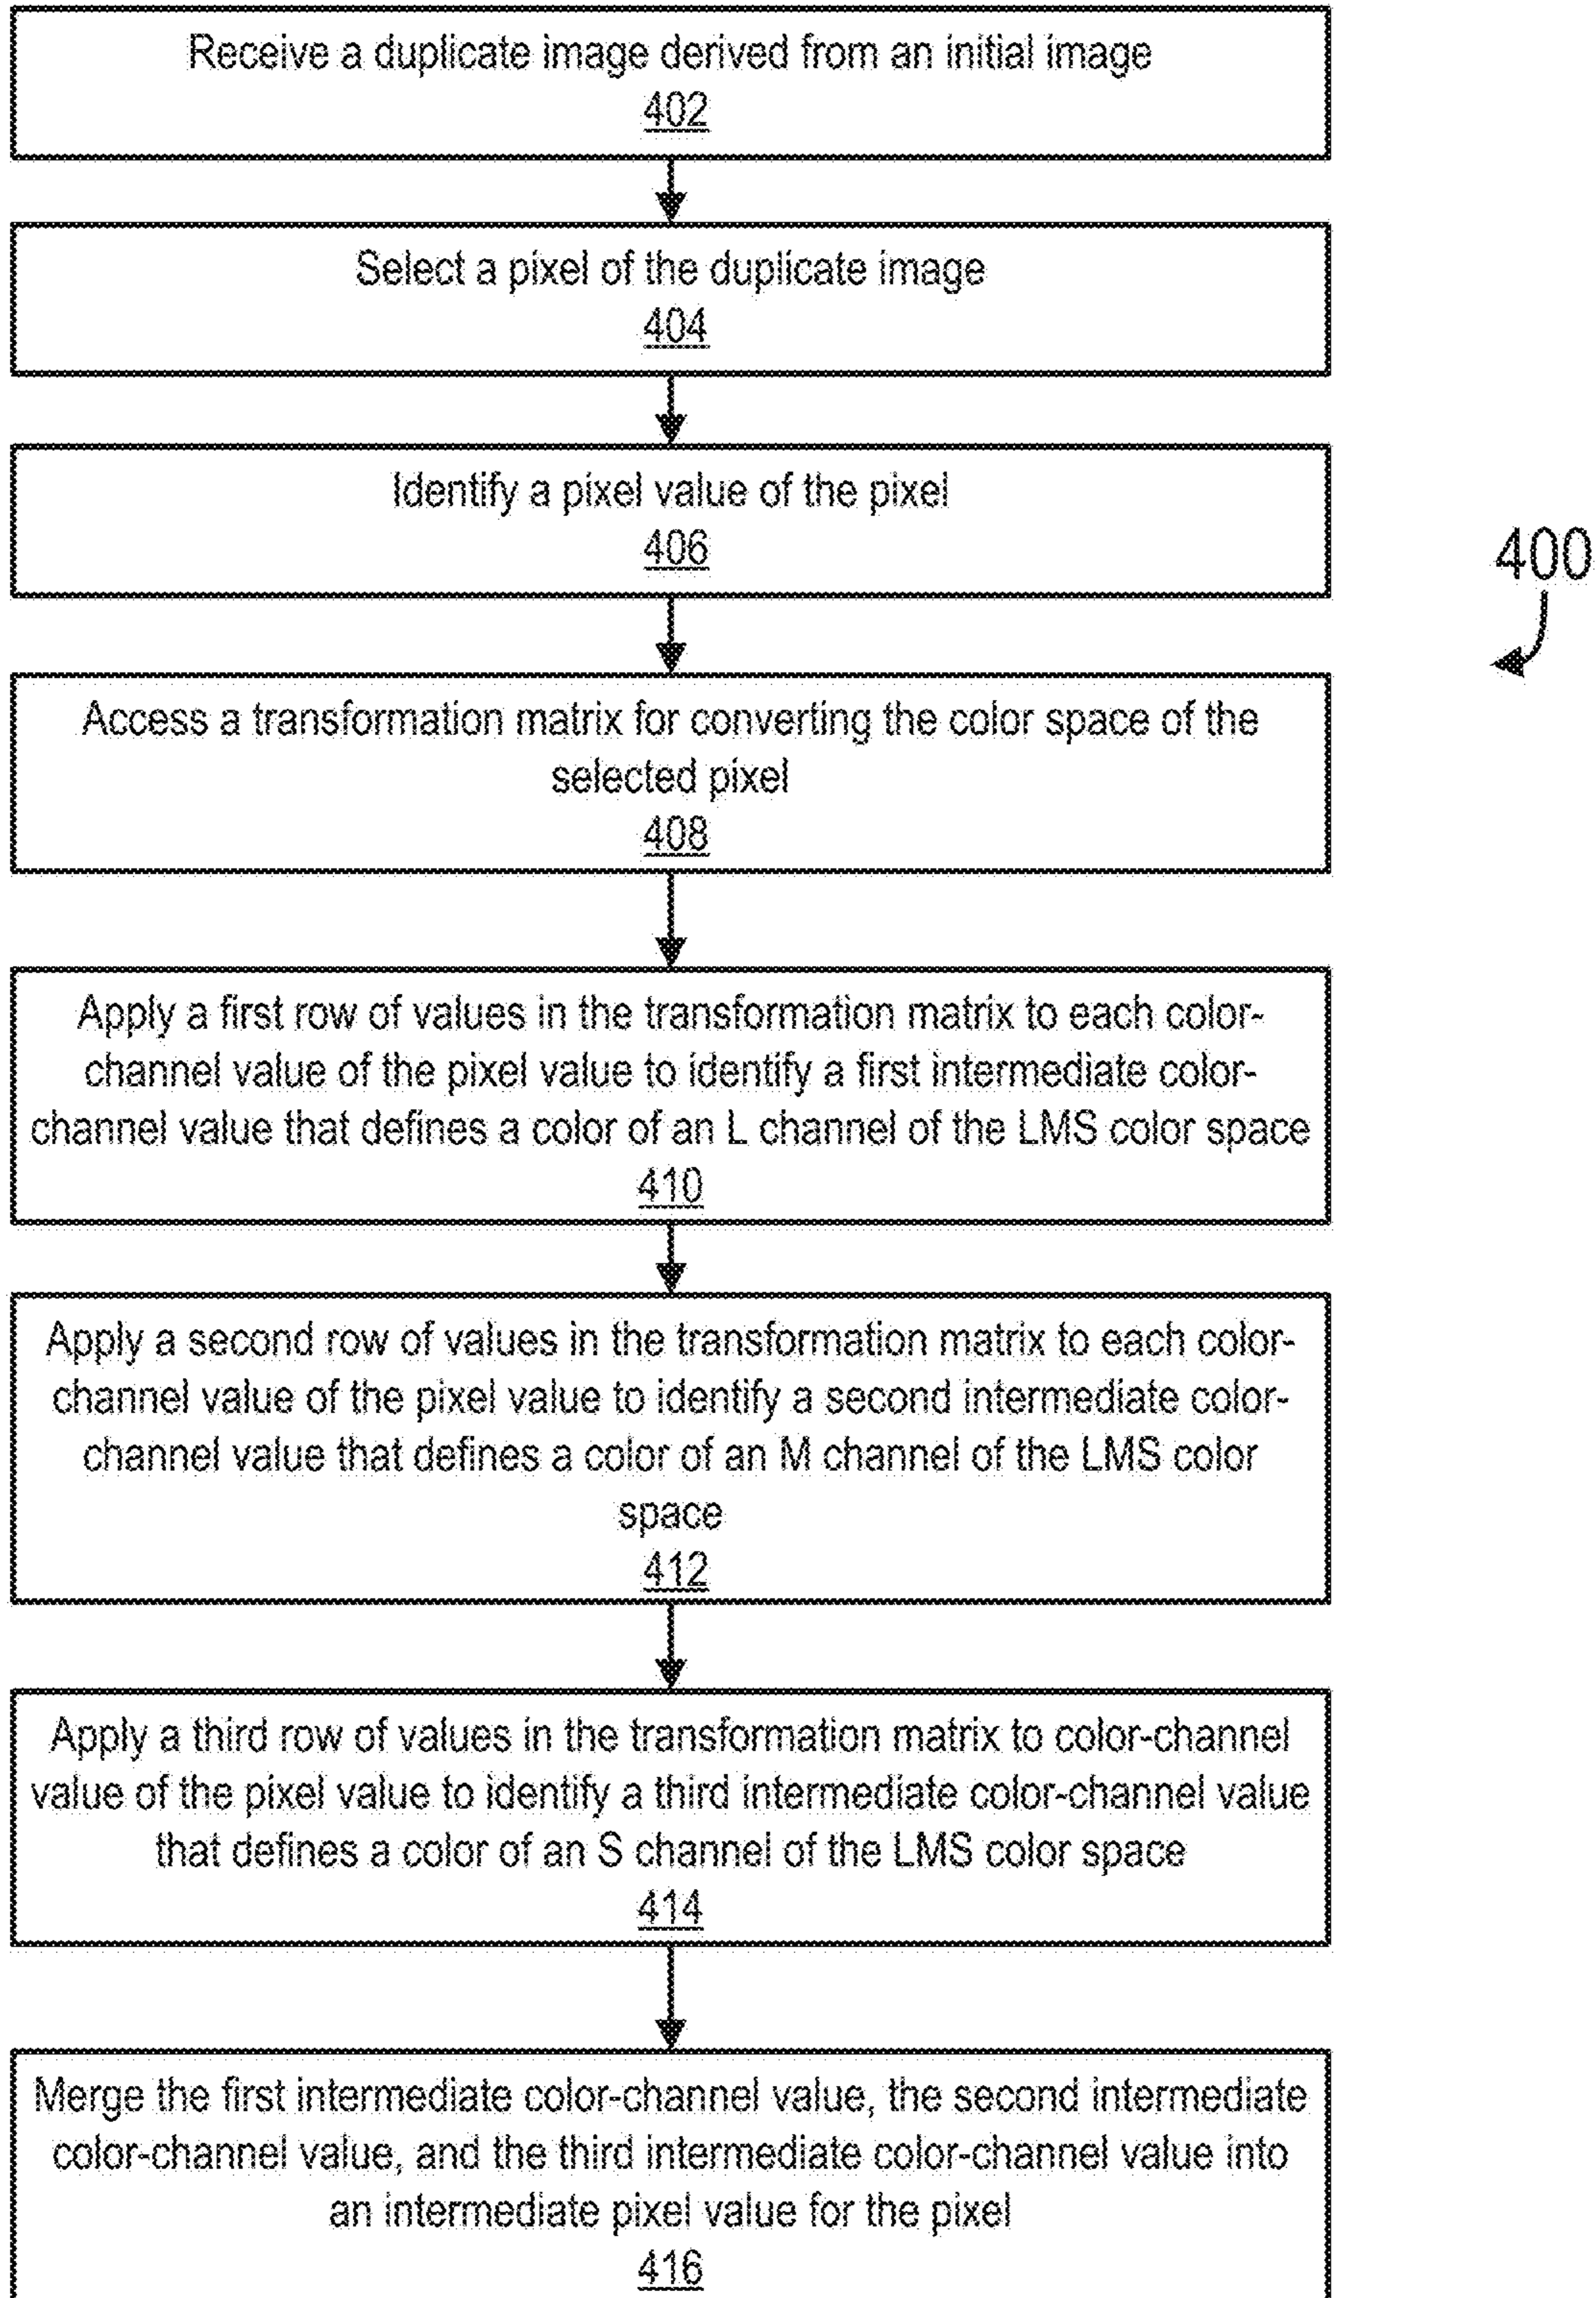 Receive a duplicate image derived from an initial image
402
Select a pixel of the duplicate image
404
Identify a pixel value of the pixel
406
400
Access a transformation matrix for converting the color space of the
selected pixel
408
Apply a first row of values in the transformation matrix to each color-
channel value of the pixel value to identify a first intermediate color-
channel value that defines a color of an L channel of the LMS color space
410
Apply a second row of values in the transformation matrix to each color-
channel value of the pixel value to identify a second intermediate color-
channel value that defines a color of an M channel of the LMS color
space
412
Apply a third row of values in the transformation matrix to color-channel
value of the pixel value to identify a third intermediate color-channel value
that defines a color of an S channel of the LMS color space
414
Merge the first intermediate color-channel value, the second intermediate
color-channel value, and the third intermediate color-channel value into
an intermediate pixel value for the pixel
416